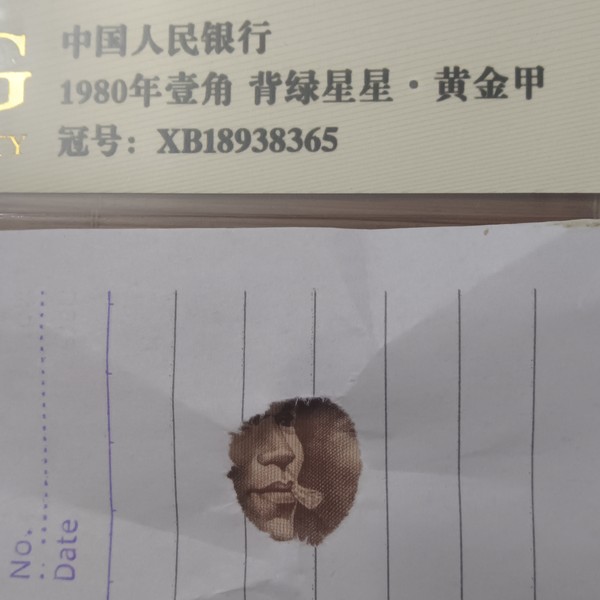 G
TY
中国人民银行
1980年壹角 背绿星星·黄金甲
冠号：XB18938365
No.
Date